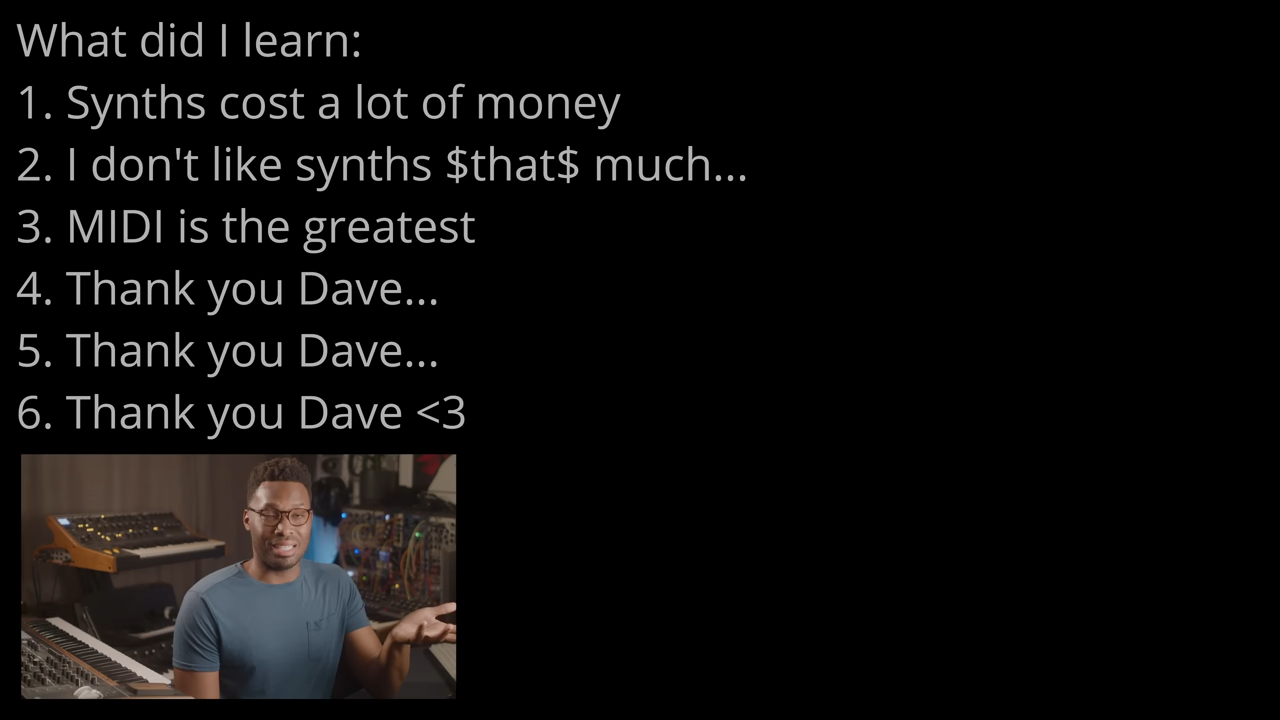 What did I learn:
1. Synths cost a lot of money
2. I don't like synths $that$ much...
3. MIDI is the greatest
4. Thank you Dave...
5. Thank you Dave...
6. Thank you Dave <3